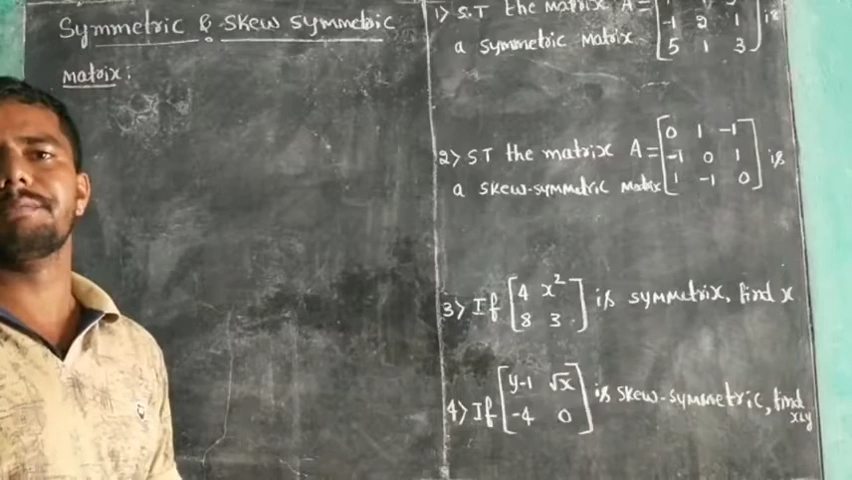 Symmetric & Skew symmetric
matrix:
1> S.T the matrix A=
-1 2 1 is
a symmetric matrix
5 1 3
0 1 -1
2> ST the matrix A= -1 0 1 is
a skew-symmetric matrix 1 -1 0
4 x²
3> If 8 3 is symmetrix, find x
y-1 √x
4> If -4 0 is skew-symmetric, find
x&y